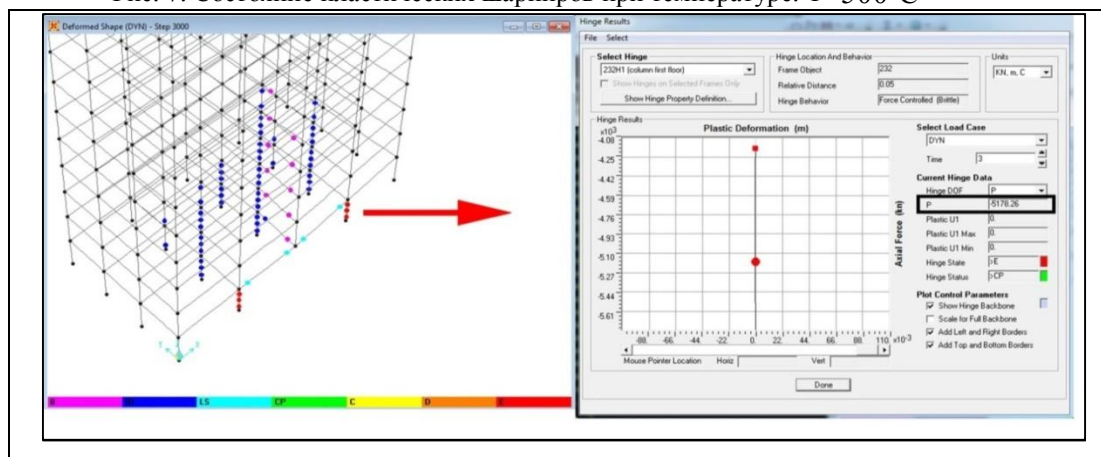 Состояние пластических шарниров при температуре:
Deformed Shape (DYN) - Step 3000
Y X
B LS CP C D E
Hinge Results
File Select
Select Hinge
232H1 (column first floor)
Show Hinges on Selected Frames Only
Show Hinge Property Definition...
Hinge Location And Behavior
Frame Object 232
Relative Distance 0.05
Hinge Behavior Force Controlled (Brittle)
Units
KN, m, C
Hinge Results
Plastic Deformation (m)
x10³
-4.08
-4.25
-4.42
-4.59
-4.76
-4.93
-5.10
-5.27
-5.44
-5.61
Axial Force (kn)
-88. -66. -44. -22. 0. 22. 44. 66. 88. 110. x10⁻³
Mouse Pointer Location Horiz Vert
Select Load Case
DYN
Time 3
Current Hinge Data
Hinge DOF P
P -5178.26
Plastic U1 0.
Plastic U1 Max 0.
Plastic U1 Min 0.
Hinge State >E
Hinge Status >CP
Plot Control Parameters
Show Hinge Backbone
Scale for Full Backbone
Add Left and Right Borders
Add Top and Bottom Borders
Done